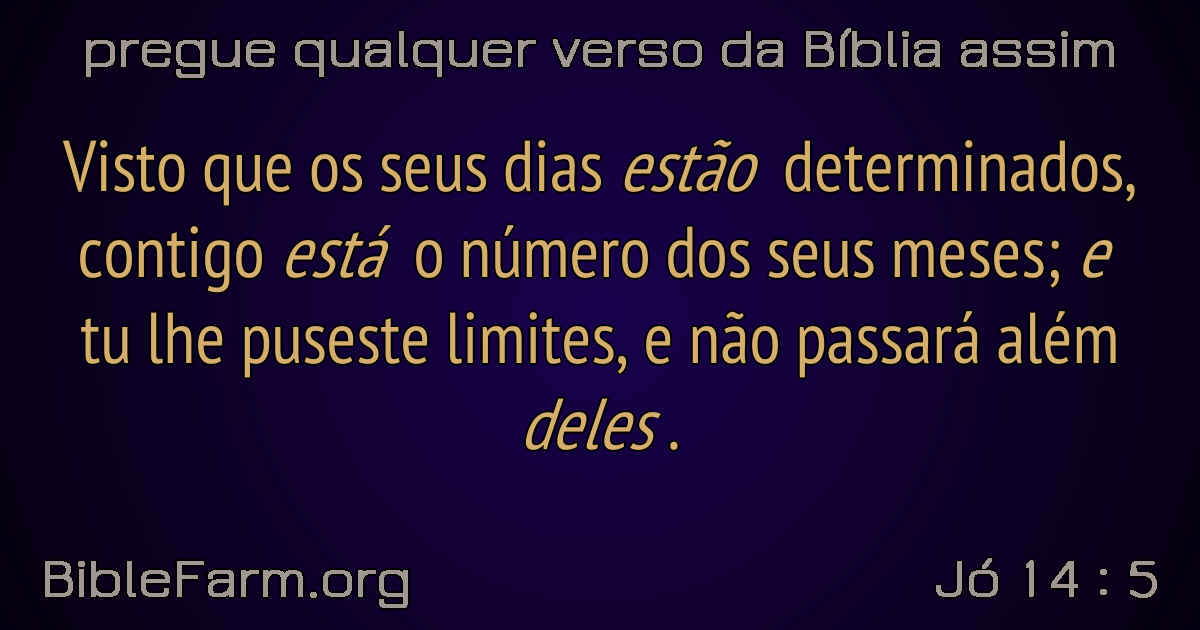 pregue qualquer verso da Bíblia assim
Visto que os seus dias estão determinados,
contigo está o número dos seus meses; e
tu lhe puseste limites, e não passará além
deles .
BibleFarm.org
Jó 14 : 5